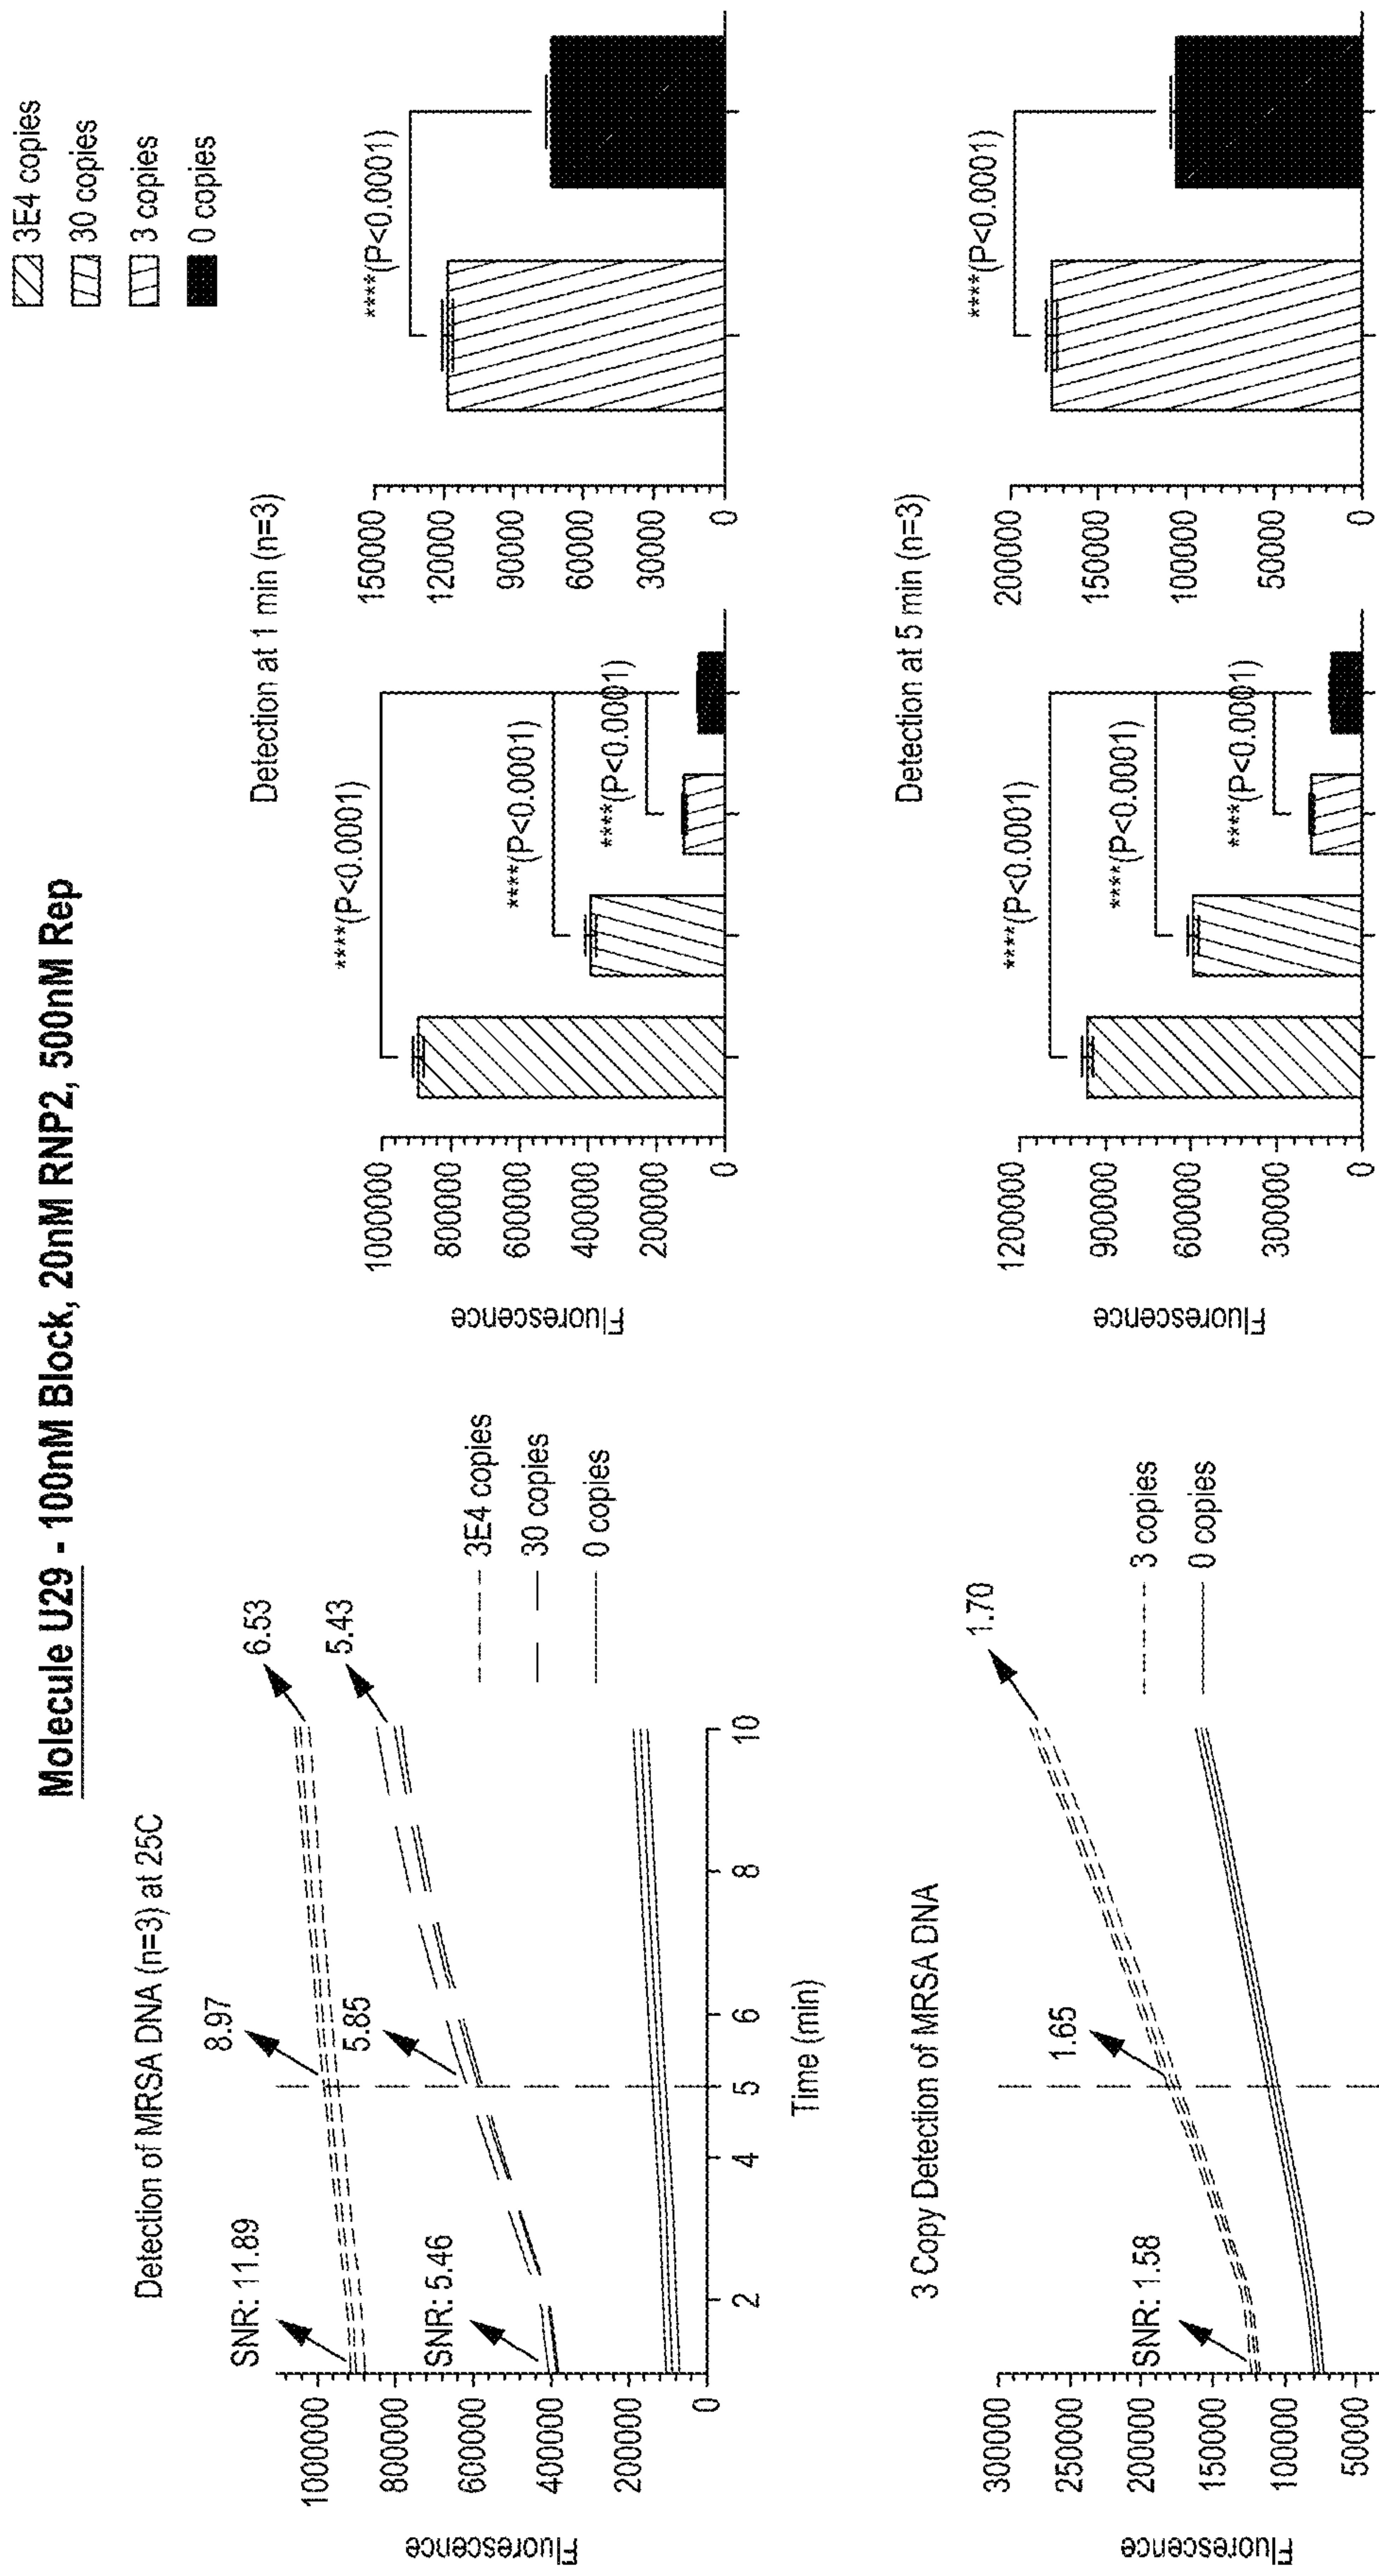 Molecule U29 - 100nM Block, 20nM RNP2, 500nM Rep
Detection of MRSA DNA (n=3) at 25C
Fluorescence
1000000
800000
600000
400000
200000
0
SNR: 11.89
8.97
6.53
SNR: 5.46
5.85
5.43
2
4
5
6
8
10
Time (min)
3E4 copies
30 copies
0 copies
3 Copy Detection of MRSA DNA
Fluorescence
300000
250000
200000
150000
100000
50000
SNR: 1.58
1.65
1.70
3 copies
0 copies
3E4 copies
30 copies
3 copies
0 copies
Detection at 1 min (n=3)
Fluorescence
1000000
800000
600000
400000
200000
0
****(P<0.0001)
****(P<0.0001)
****(P<0.0001)
150000
120000
90000
60000
30000
0
****(P<0.0001)
Detection at 5 min (n=3)
Fluorescence
1200000
900000
600000
300000
0
****(P<0.0001)
****(P<0.0001)
****(P<0.0001)
200000
150000
100000
50000
0
****(P<0.0001)